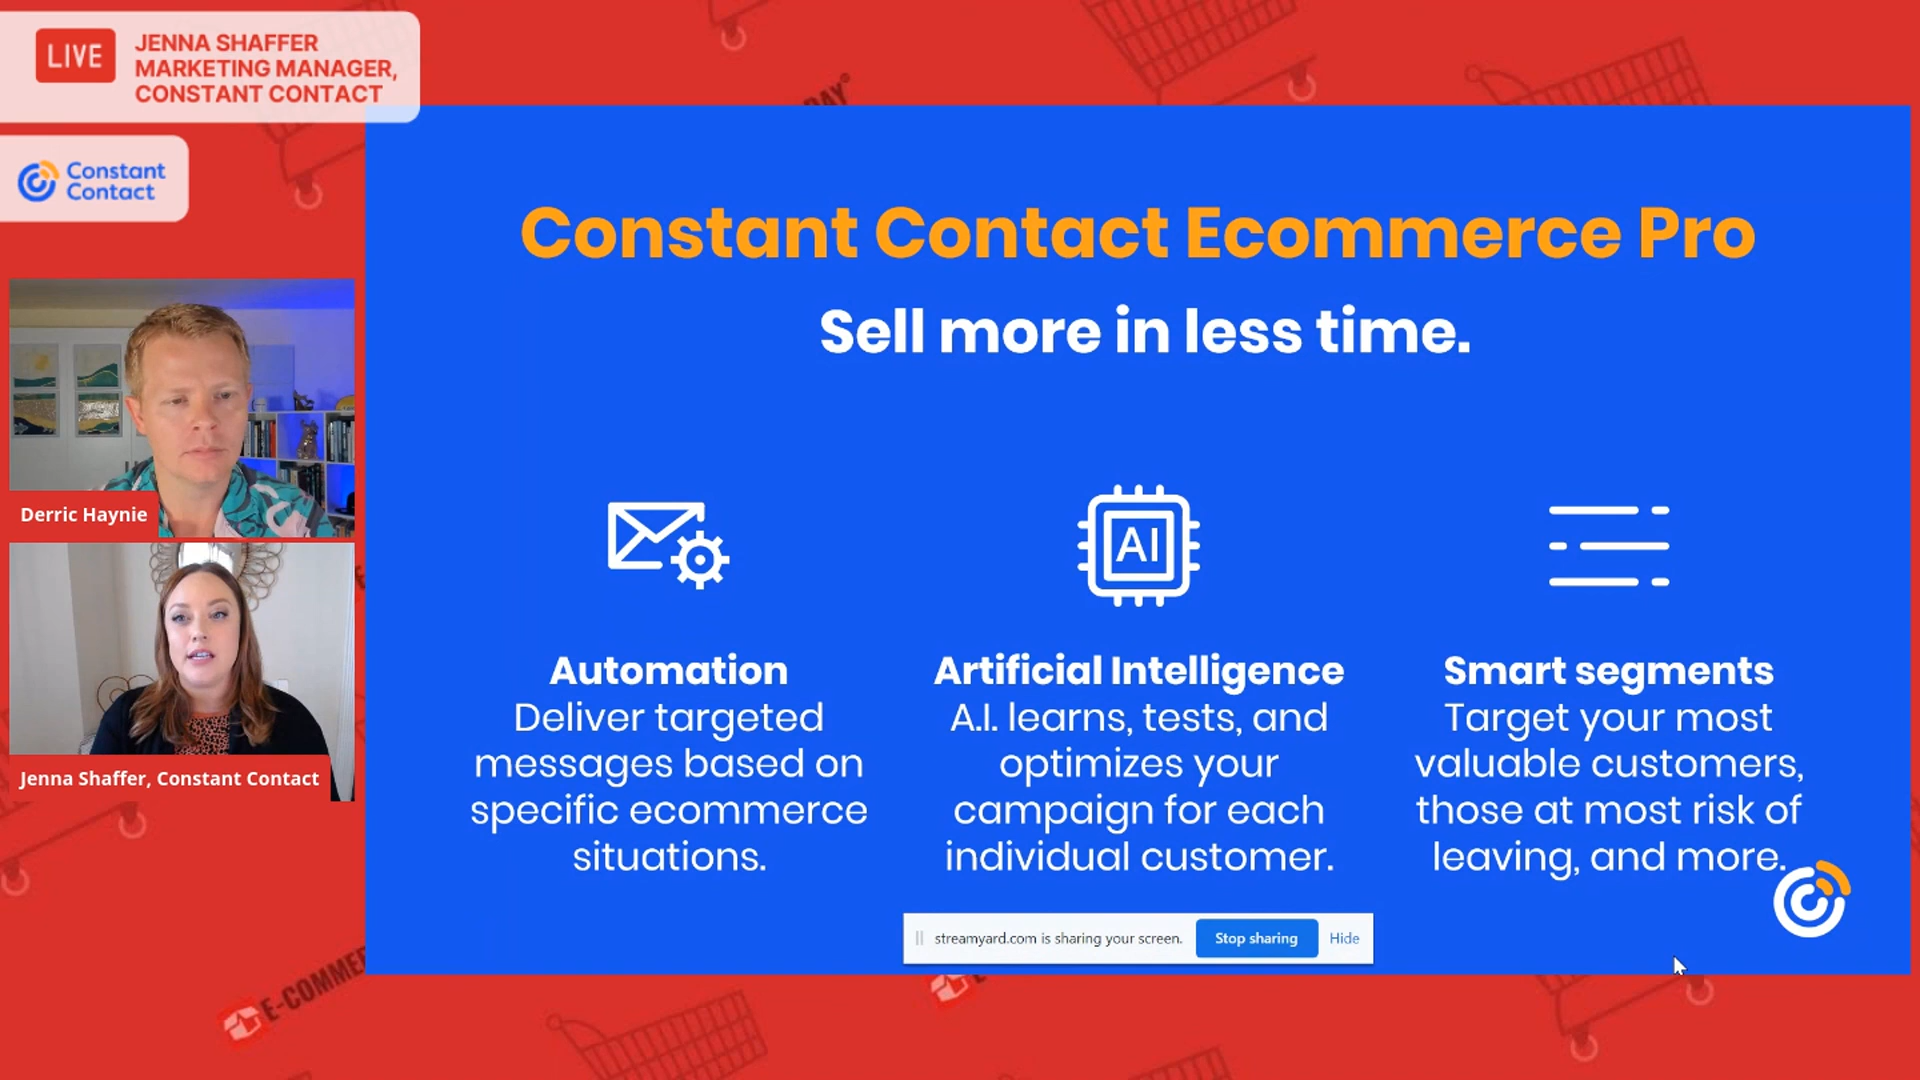 LIVE
JENNA SHAFFER
MARKETING MANAGER,
CONSTANT CONTACT
Constant
Contact
Constant Contact Ecommerce Pro
Sell more in less time.
AI
Automation
Deliver targeted
messages based on
specific ecommerce
situations.
Artificial Intelligence
A.I. learns, tests, and
optimizes your
campaign for each
individual customer.
Smart segments
Target your most
valuable customers,
those at most risk of
leaving, and more.
Derric Haynie
Jenna Shaffer, Constant Contact
streamyard.com is sharing your screen.
Stop sharing
Hide